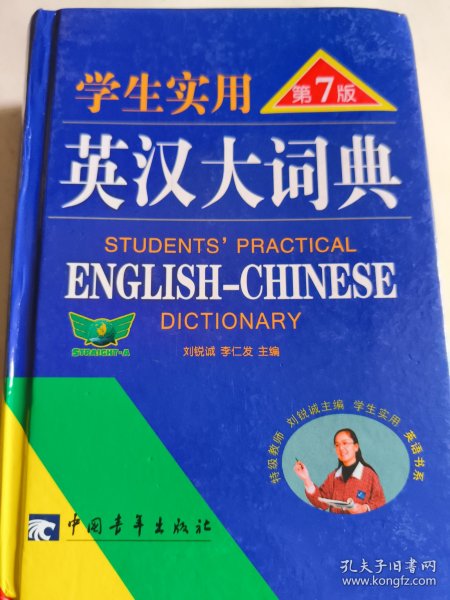 学生实用
第7版
英汉大词典
STUDENTS' PRACTICAL
ENGLISH-CHINESE
DICTIONARY
STRAIGHT-A
刘锐诚 李仁发 主编
特级教师 刘锐诚主编 学生实用 英语书系
中国青年出版社
孔夫子旧书网
www.kongfz.com